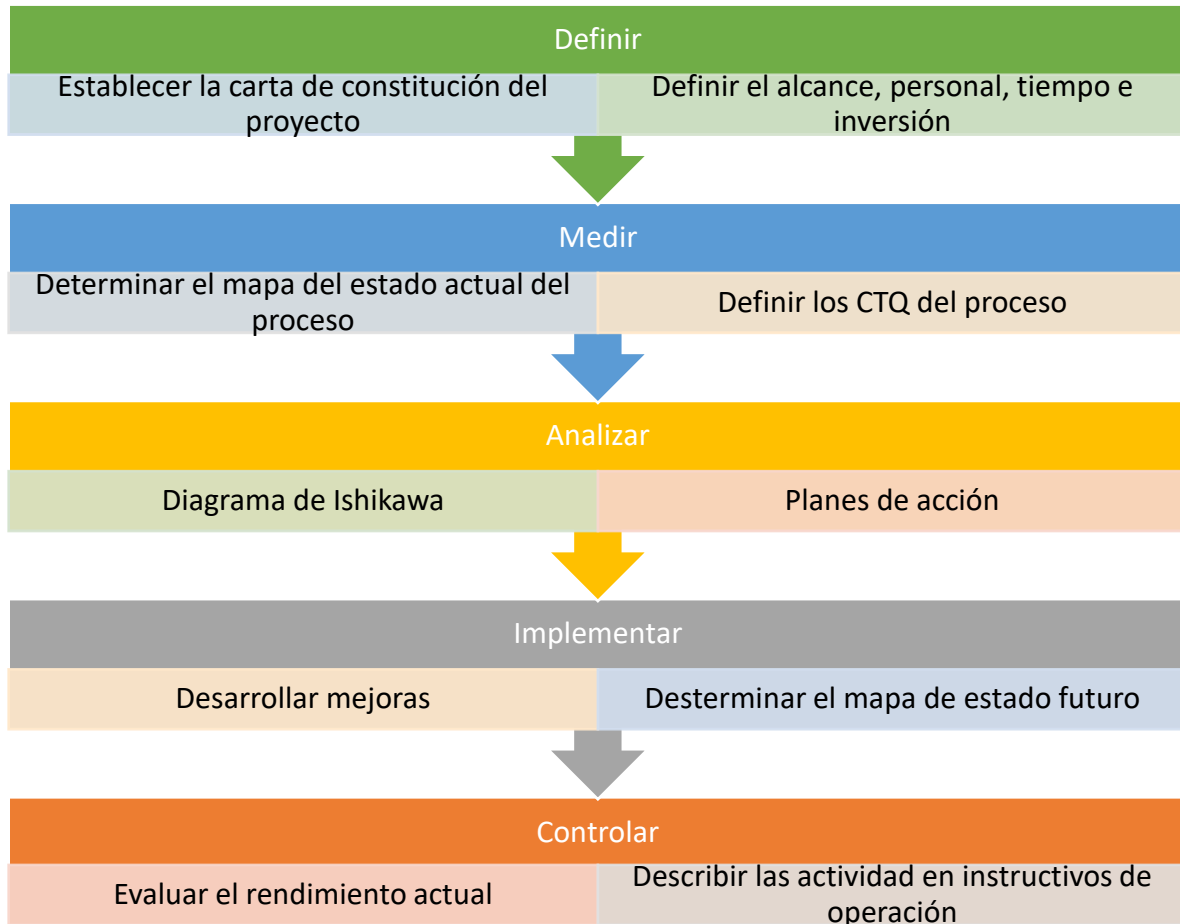 Definir
Establecer la carta de constitución del
proyecto
Definir el alcance, personal, tiempo e
inversión
Medir
Determinar el mapa del estado actual del
proceso
Definir los CTQ del proceso
Analizar
Diagrama de Ishikawa
Planes de acción
Implementar
Desarrollar mejoras
Desterminar el mapa de estado futuro
Controlar
Evaluar el rendimiento actual
Describir las actividad en instructivos de
operación